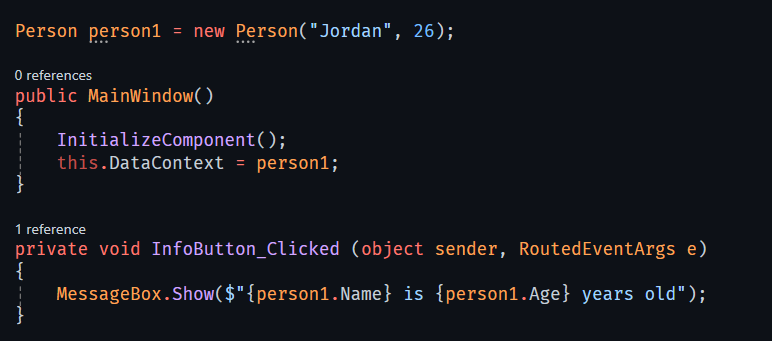 Person person1 = new Person("Jordan", 26);
0 references
public MainWindow()
{
InitializeComponent();
this.DataContext = person1;
}
1 reference
private void InfoButton_Clicked (object sender, RoutedEventArgs e)
{
MessageBox.Show($"{person1.Name} is {person1.Age} years old");
}